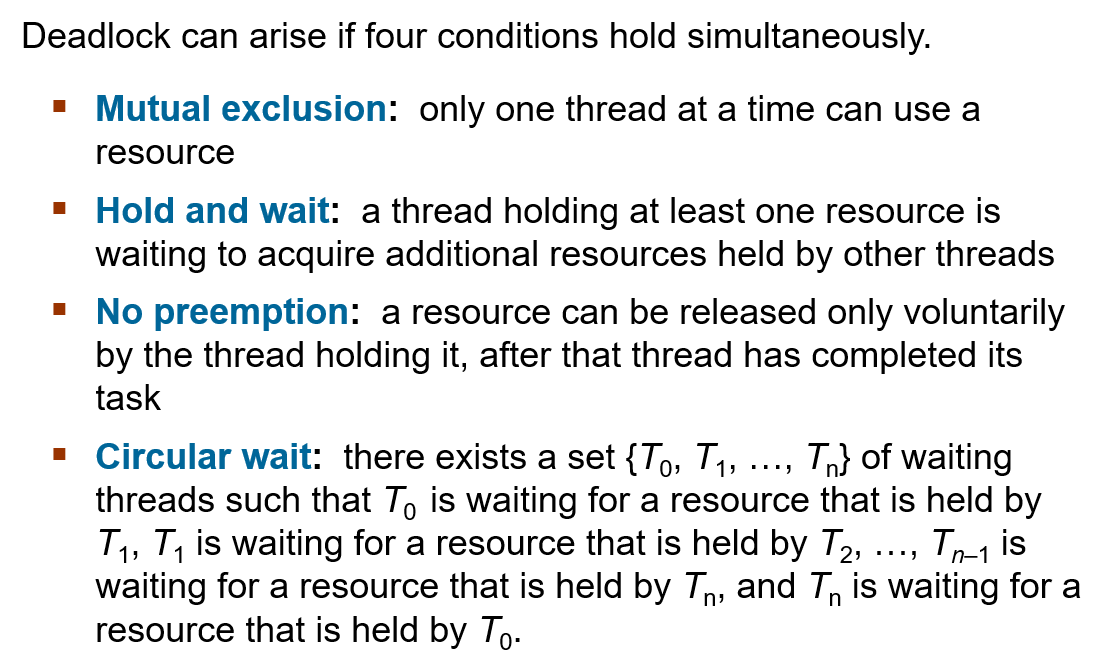 Deadlock can arise if four conditions hold simultaneously.
▪ Mutual exclusion: only one thread at a time can use a
resource
▪ Hold and wait: a thread holding at least one resource is
waiting to acquire additional resources held by other threads
▪ No preemption: a resource can be released only voluntarily
by the thread holding it, after that thread has completed its
task
▪ Circular wait: there exists a set {T₀, T₁, …, Tₙ} of waiting
threads such that T₀ is waiting for a resource that is held by
T₁, T₁ is waiting for a resource that is held by T₂, …, Tₙ₋₁ is
waiting for a resource that is held by Tₙ, and Tₙ is waiting for a
resource that is held by T₀.